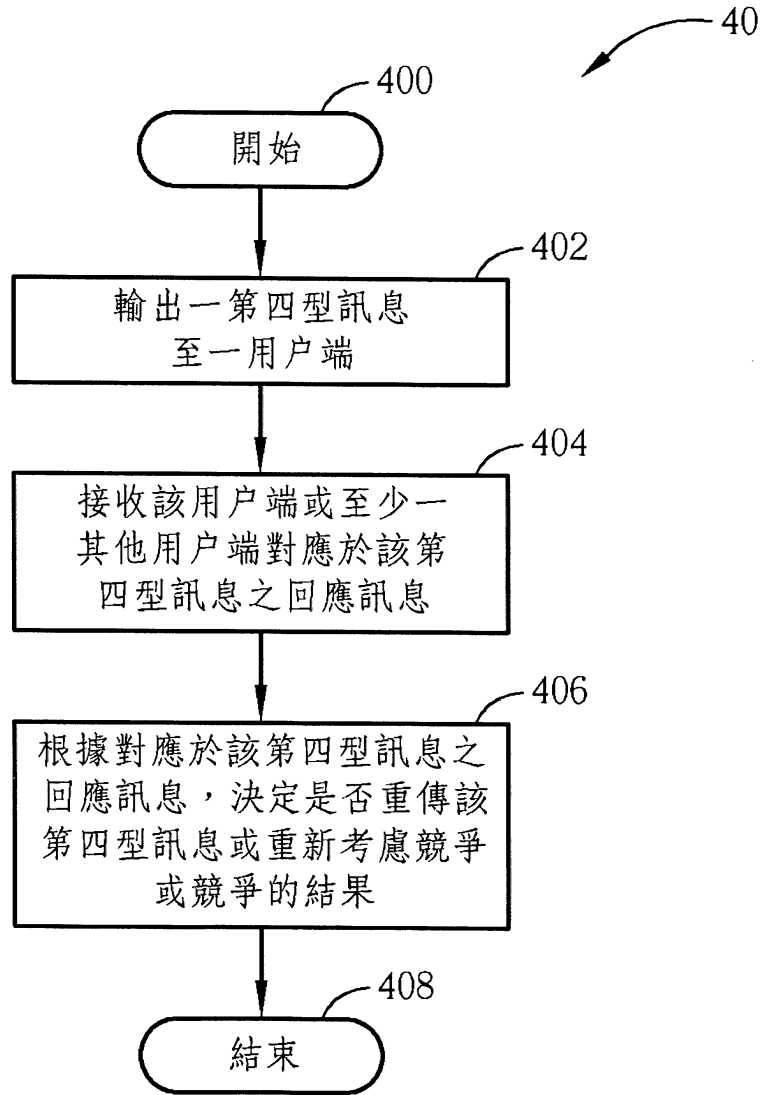 40
400
開始
402
輸出一第四型訊息
至一用户端
404
接收該用户端或至少一
其他用户端對應於該第
四型訊息之回應訊息
406
根據對應於該第四型訊息之
回應訊息，決定是否重傳該
第四型訊息或重新考慮競爭
或競爭的結果
408
結束